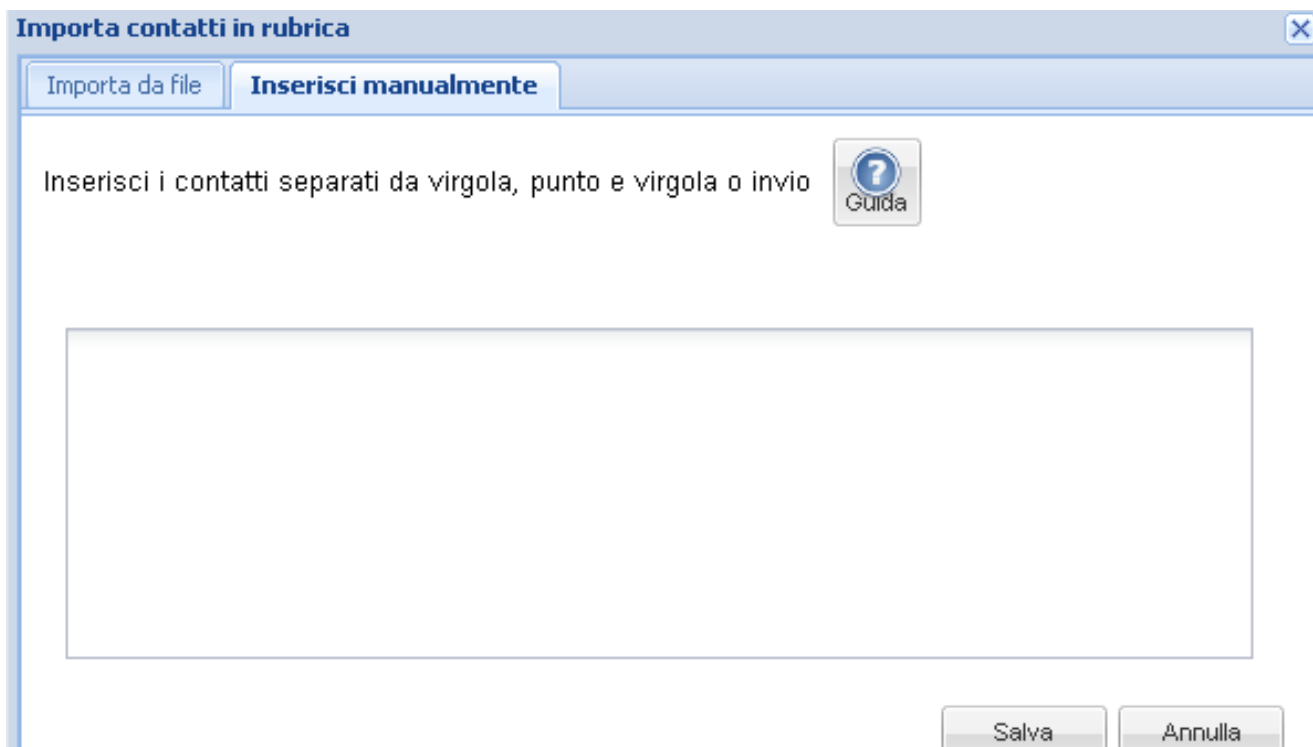 Importa contatti in rubrica
Importa da file
Inserisci manualmente
Inserisci i contatti separati da virgola, punto e virgola o invio
?
Guida
Salva
Annulla